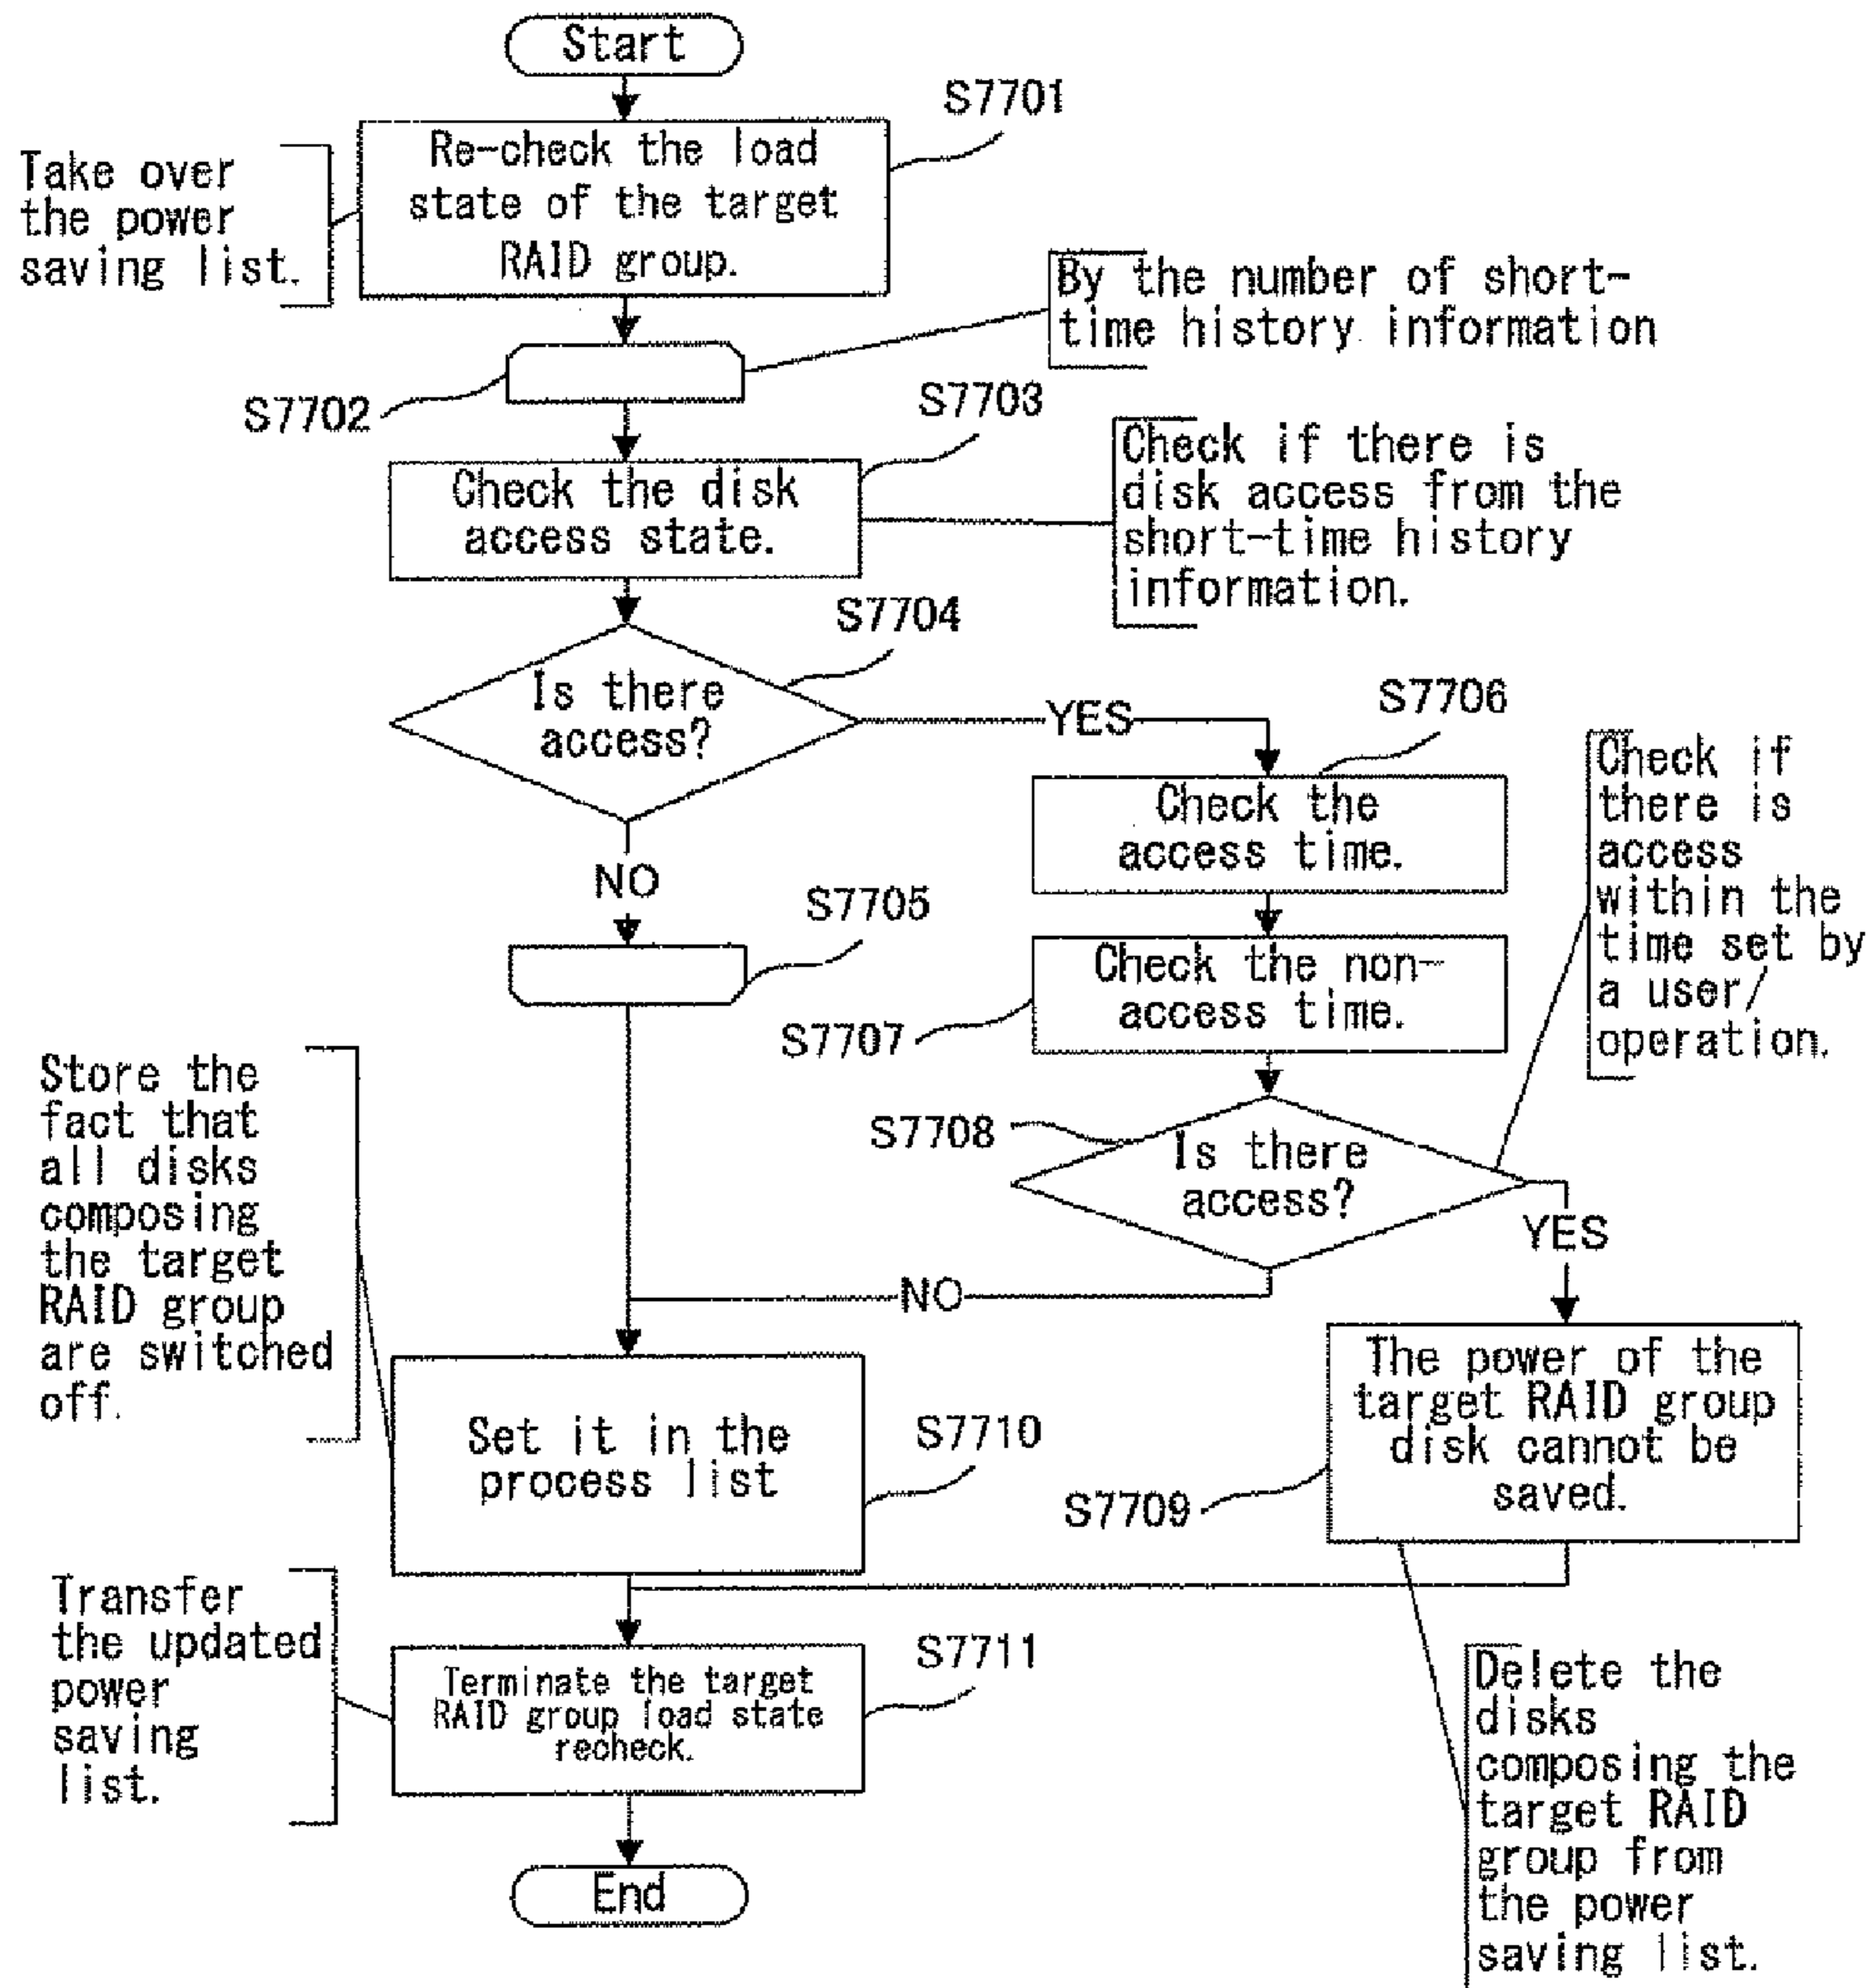 Start
S7701
Re-check the load
state of the target
RAID group.
Take over
the power
saving list.
By the number of short-
time history information
S7702
S7703
Check the disk
access state.
Check if there is
disk access from the
short-time history
information.
S7704
Is there
access?
YES
NO
S7706
Check the
access time.
Check if
there is
access
within the
time set by
a user
operation.
S7705
Check the non-
access time.
S7707
S7708
Is there
access?
YES
NO
Store the
fact that
all disks
composing
the target
RAID group
are switched
off.
Set it in the
process list
S7710
The power of the
target RAID group
disk cannot be
saved.
S7709
Transfer
the updated
power
saving
list.
Terminate the target
RAID group load state
recheck.
S7711
Delete the
disks
composing the
target RAID
group from
the power
saving list.
End